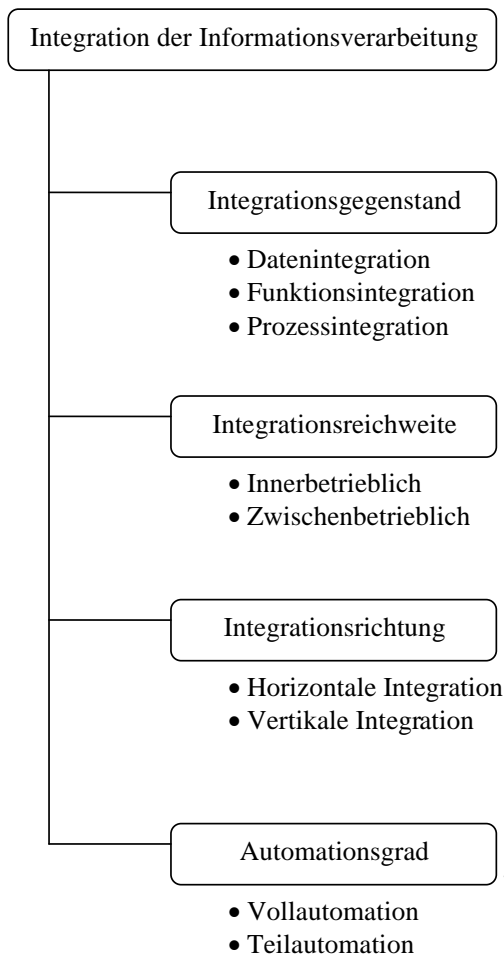 Integration der Informationsverarbeitung
Integrationsgegenstand
• Datenintegration
• Funktionsintegration
• Prozessintegration
Integrationsreichweite
• Innerbetrieblich
• Zwischenbetrieblich
Integrationsrichtung
• Horizontale Integration
• Vertikale Integration
Automationsgrad
• Vollautomation
• Teilautomation